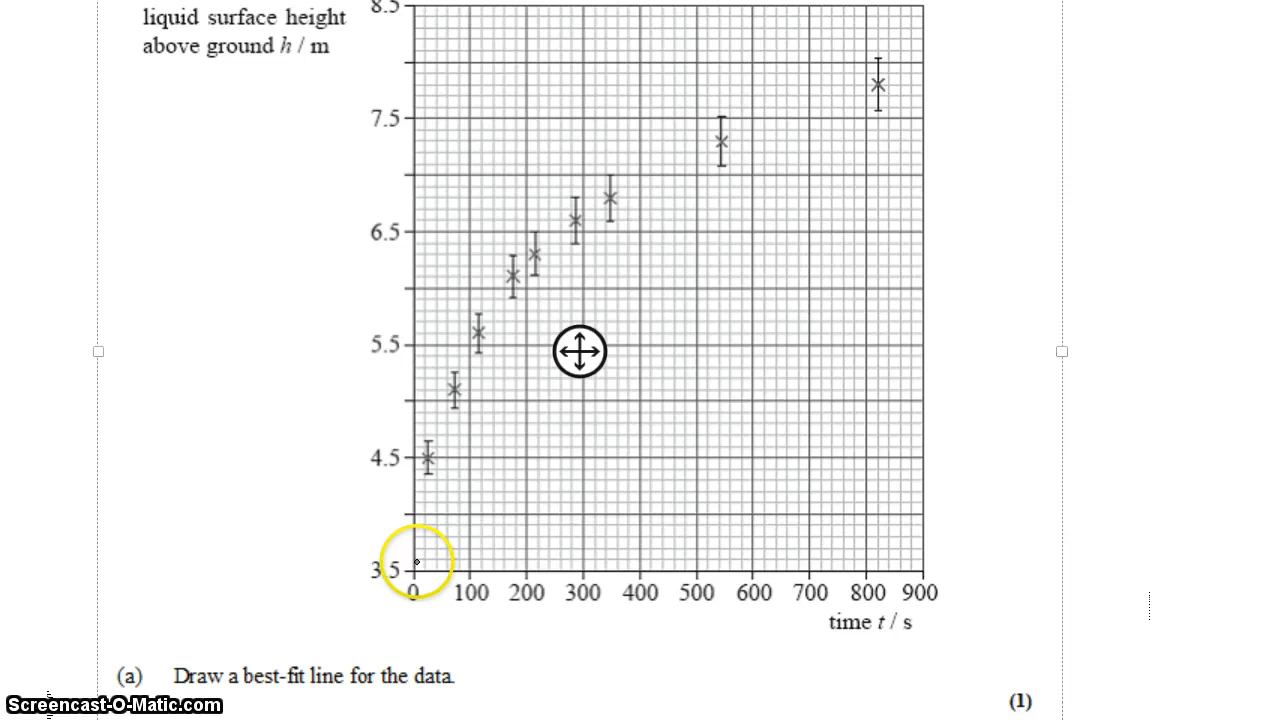 8.5
liquid surface height
above ground h / m
7.5
6.5
5.5
4.5
3.5
0 100 200 300 400 500 600 700 800 900
time t / s
(a) Draw a best-fit line for the data.
(1)
Screencast-O-Matic.com